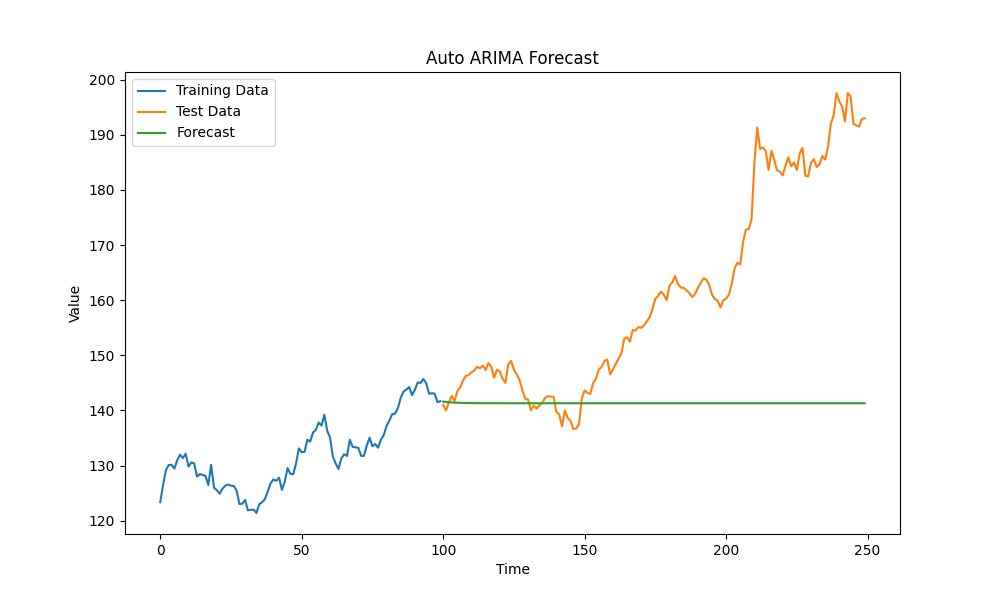 Auto ARIMA Forecast
Training Data
Test Data
Forecast
Value
200
190
180
170
160
150
140
130
120
0
50
100
150
200
250
Time